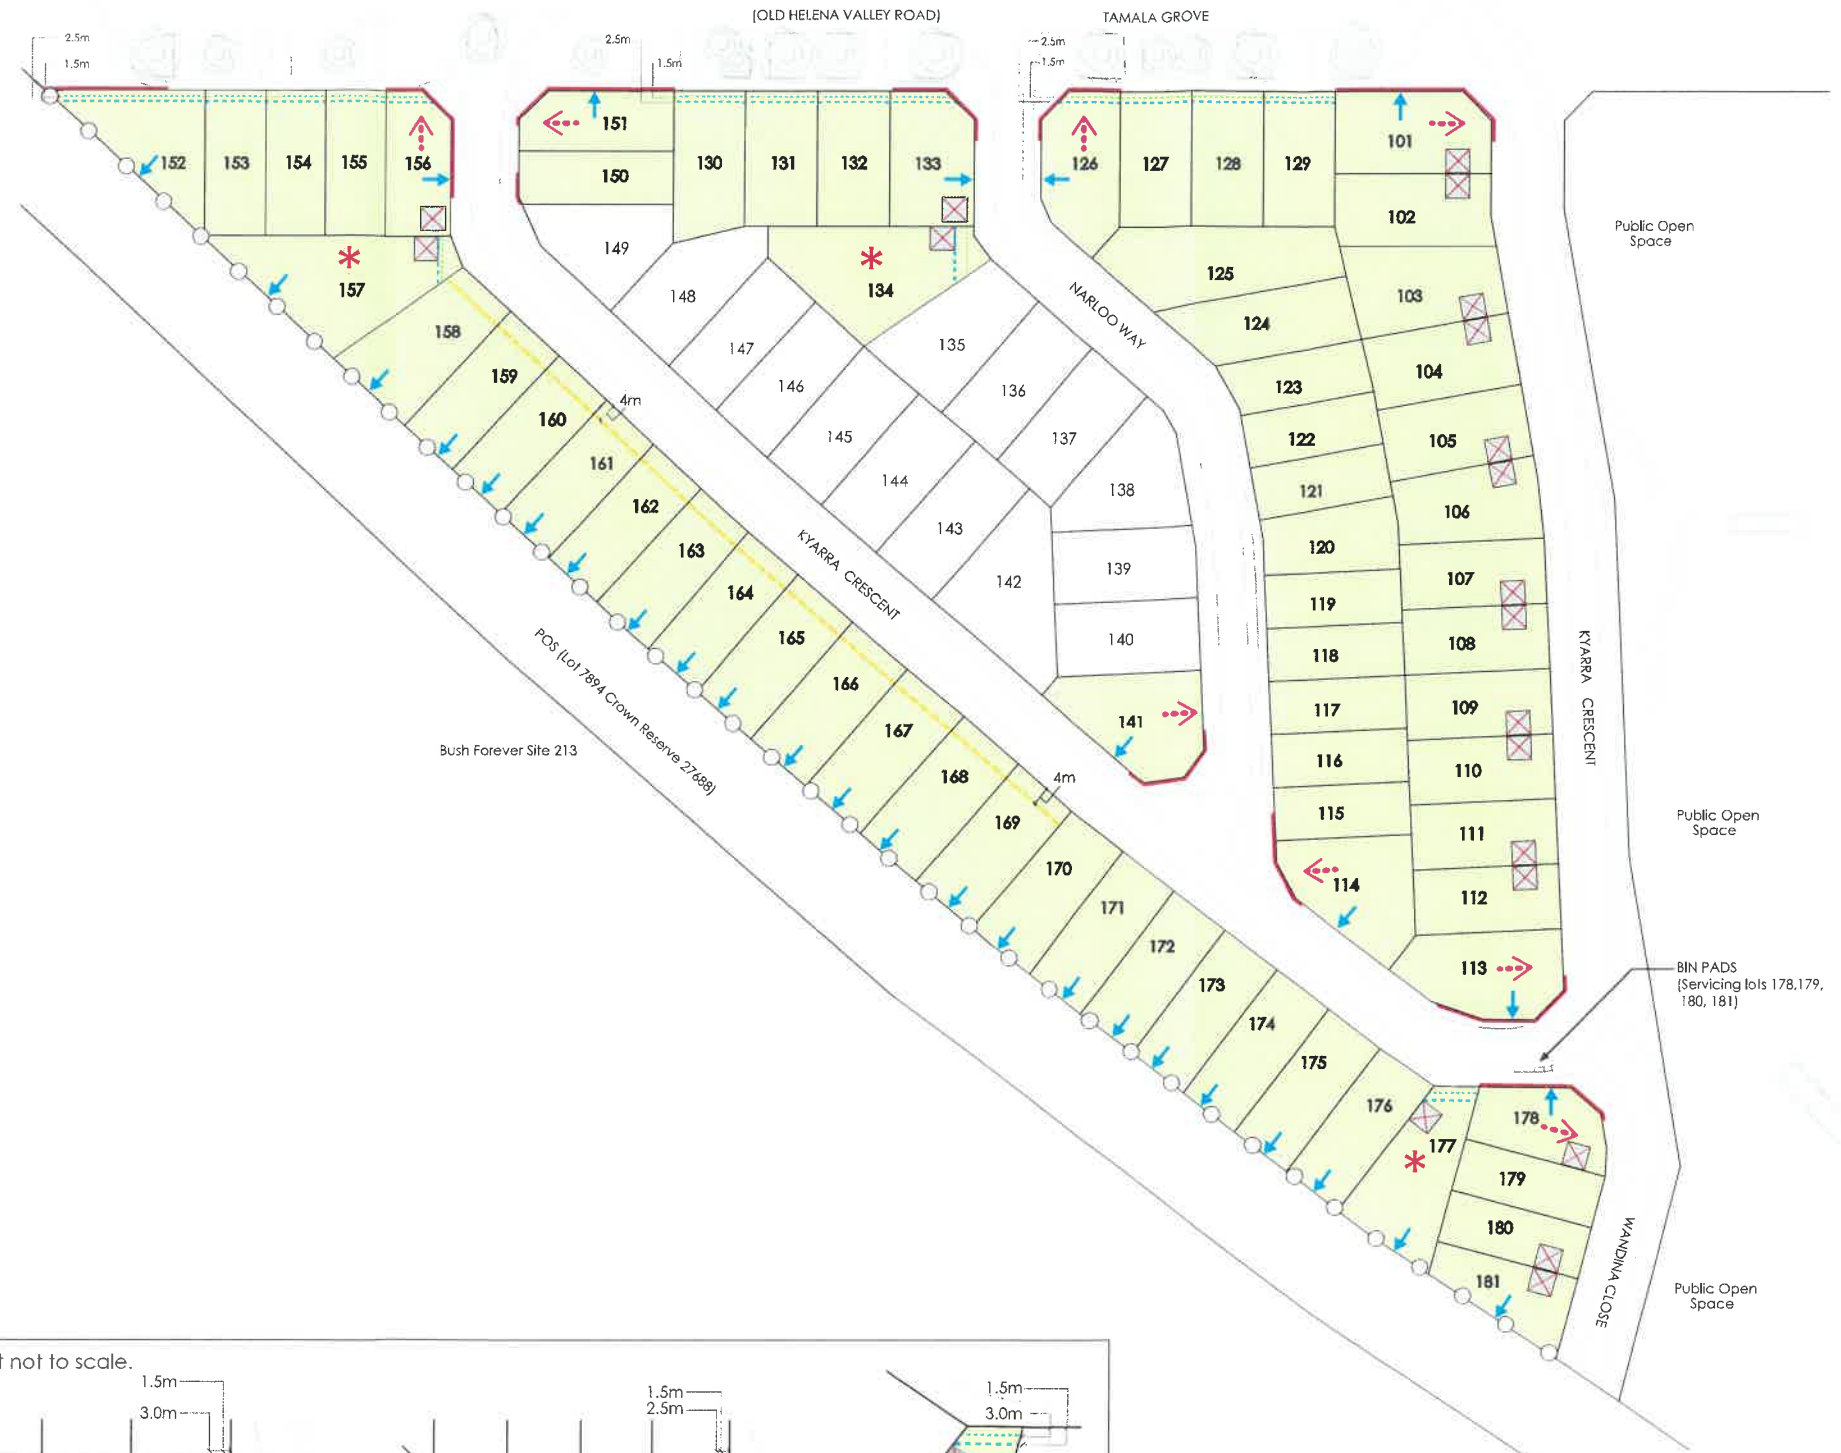 (OLD HELENA VALLEY ROAD)
TAMALA GROVE
2.5m
1.5m
2.5m
1.5m
2.5m
1.5m
152
153
154
155
156
151
150
130
131
132
133
126
127
128
129
101
102
Public Open
Space
149
148
157
*
134
*
125
103
NARLOO WAY
158
147
135
124
104
159
146
136
123
4m
160
145
137
122
105
161
144
138
121
106
162
143
120
163
KYARRA CRESCENT
142
139
119
107
164
140
118
108
165
166
141
117
109
KYARRA CRESCENT
POS (Lot 7894 Crown Reserve 27688)
Bush Forever Site 213
167
116
110
168
4m
115
111
Public Open
Space
169
114
112
170
171
113
172
BIN PADS
(Servicing lots 178,179,
180, 181)
173
174
175
176
177
*
178
179
180
181
WANDINA CLOSE
Public Open
Space
t not to scale.
1.5m
3.0m
1.5m
2.5m
1.5m
3.0m